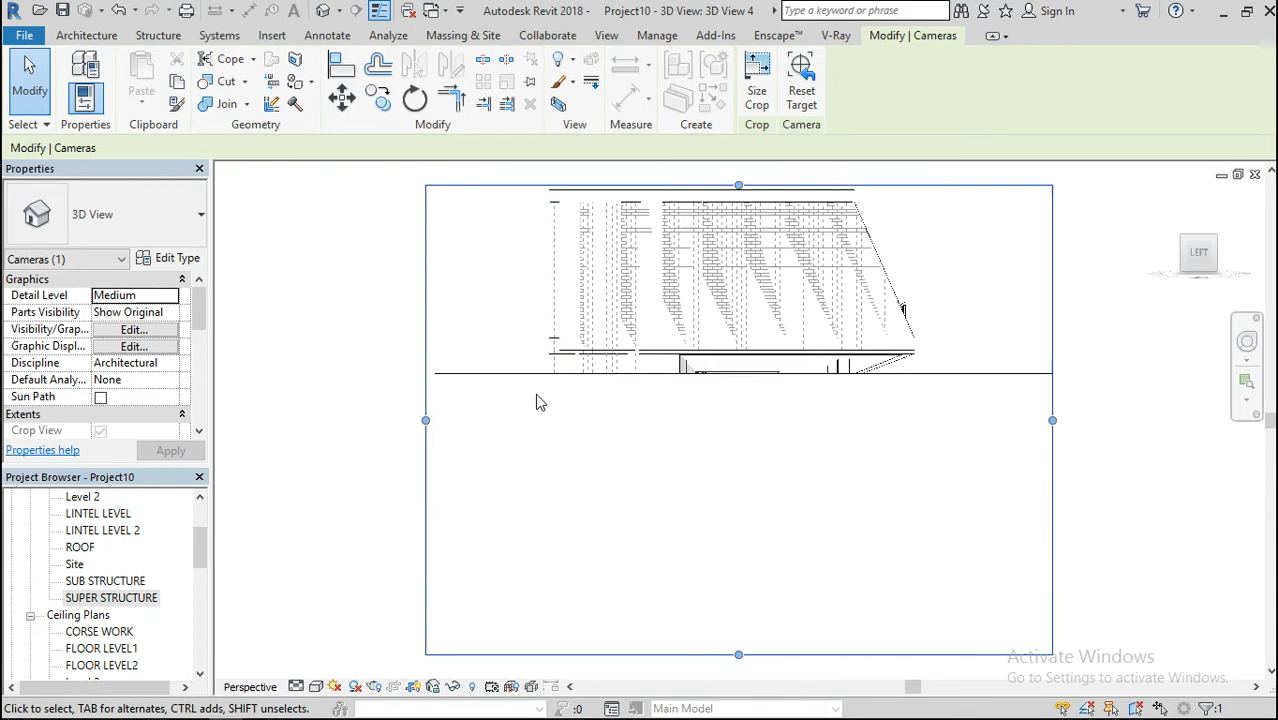 Autodesk Revit 2018 - Project10 - 3D View: 3D View 4
Type a keyword or phrase
Sign In
File Architecture Structure Systems Insert Annotate Analyze Massing & Site Collaborate View Manage Add-Ins Enscape™ V-Ray Modify | Cameras
Modify
Paste
Cope
Cut
Join
Size Crop
Reset Target
Select Properties Clipboard Geometry Modify View Measure Create Crop Camera
Modify | Cameras
Properties
3D View
Cameras (1) Edit Type
Graphics
Detail Level Medium
Parts Visibility Show Original
Visibility/Grap... Edit...
Graphic Displ... Edit...
Discipline Architectural
Default Analy... None
Sun Path
Extents
Crop View
Properties help Apply
Project Browser - Project10
Level 2
LINTEL LEVEL
LINTEL LEVEL 2
ROOF
Site
SUB STRUCTURE
SUPER STRUCTURE
Ceiling Plans
CORSE WORK
FLOOR LEVEL1
FLOOR LEVEL2
LEFT
Activate Windows
Go to Settings to activate Windows.
Perspective
Click to select, TAB for alternates, CTRL adds, SHIFT unselects. :0 Main Model :1